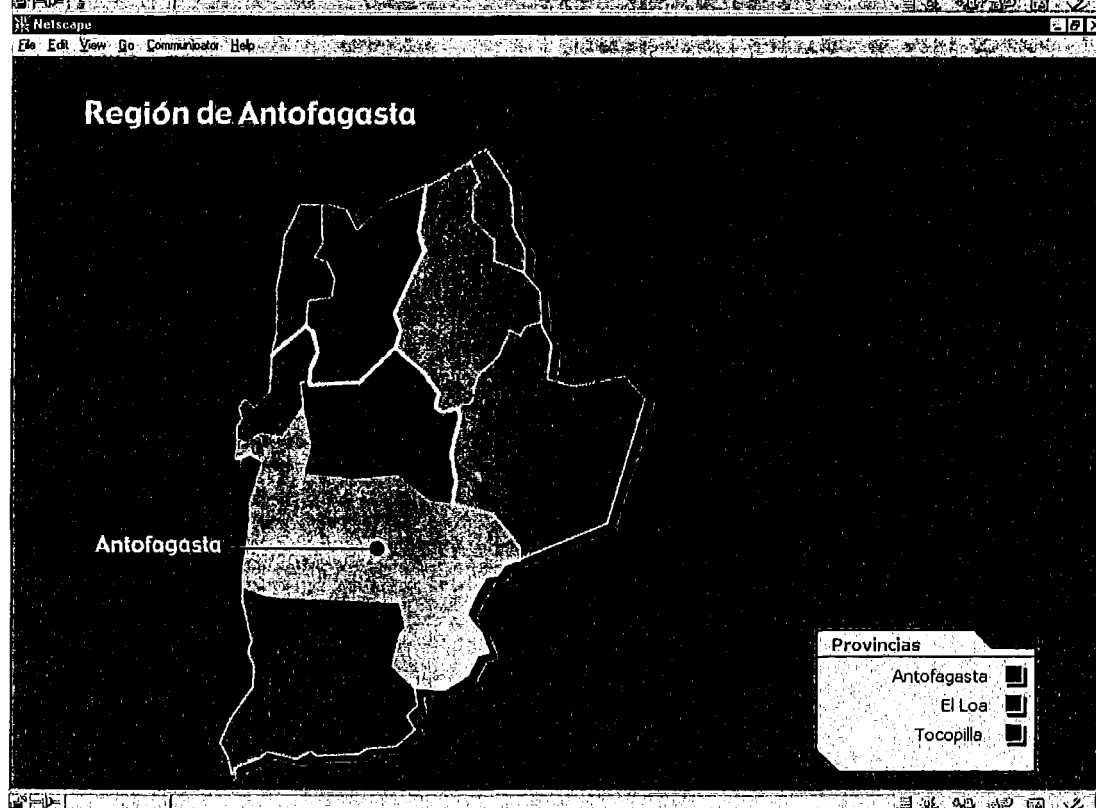 Netscape
File Edit View Go Communicator Help
Región de Antofagasta
Antofagasta
Provincias
Antofagasta
El Loa
Tocopilla